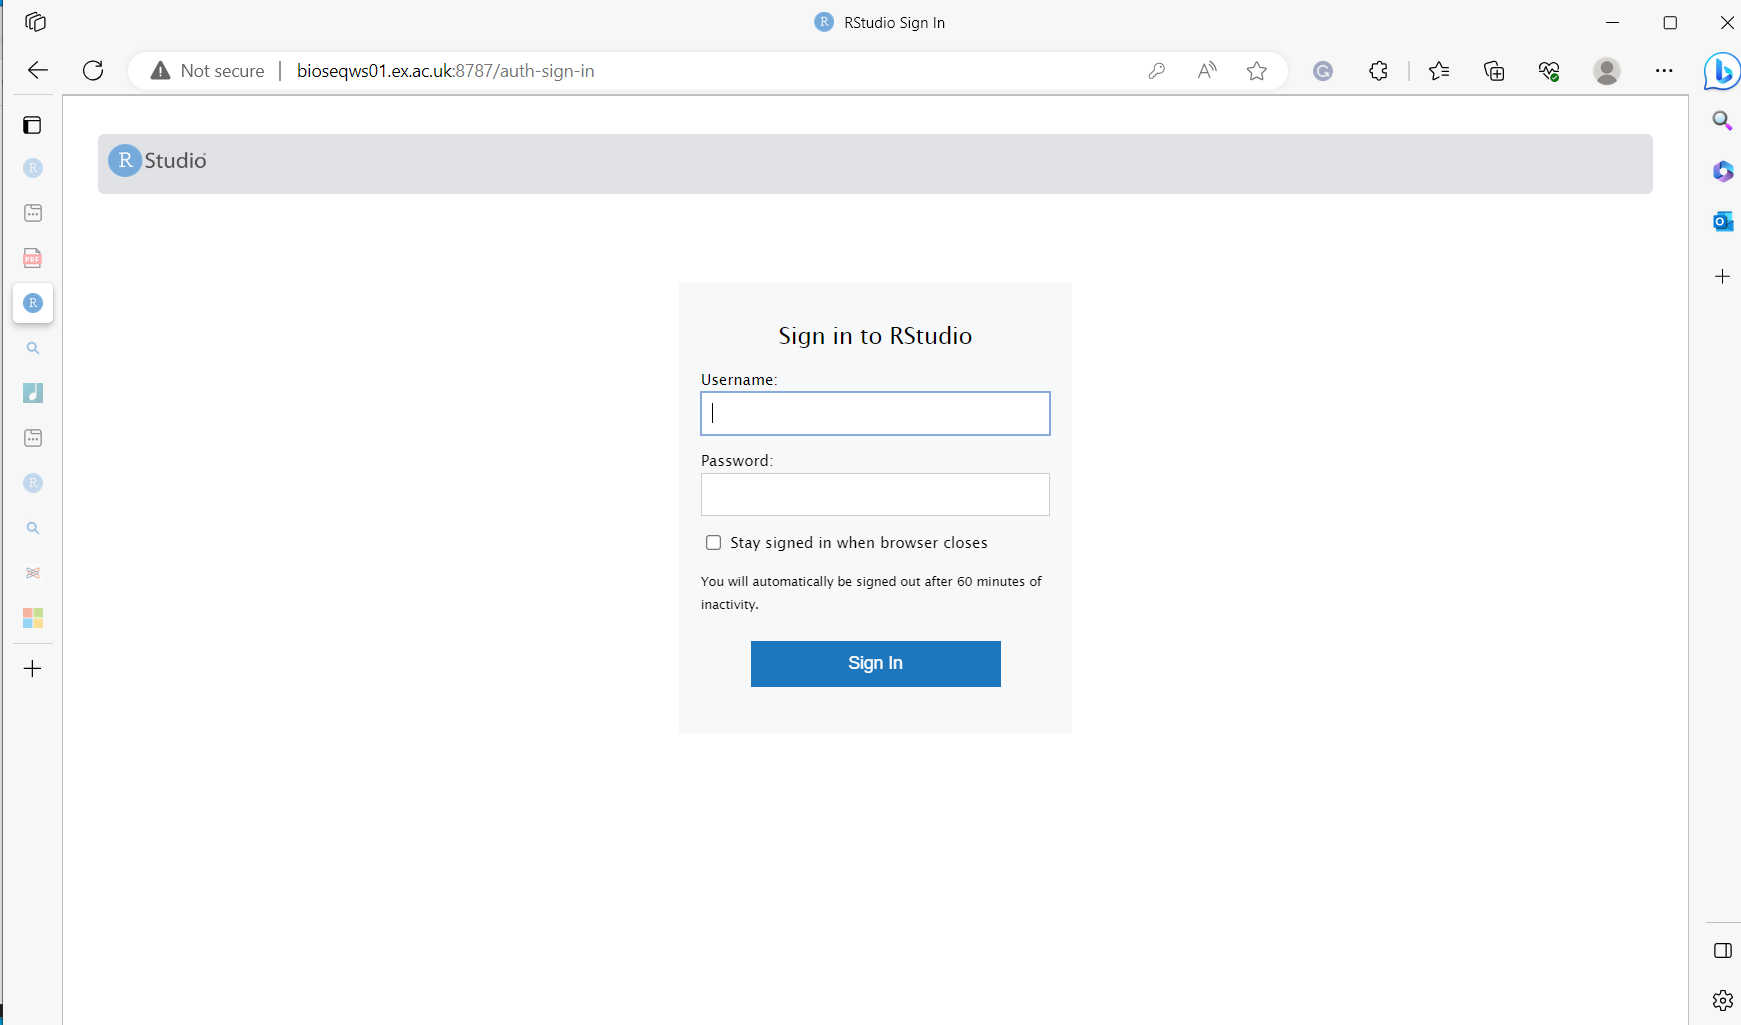 RStudio Sign In
Not secure
bioseqws01.ex.ac.uk:8787/auth-sign-in
R Studio
Sign in to RStudio
Username:
Password:
Stay signed in when browser closes
You will automatically be signed out after 60 minutes of
inactivity.
Sign In